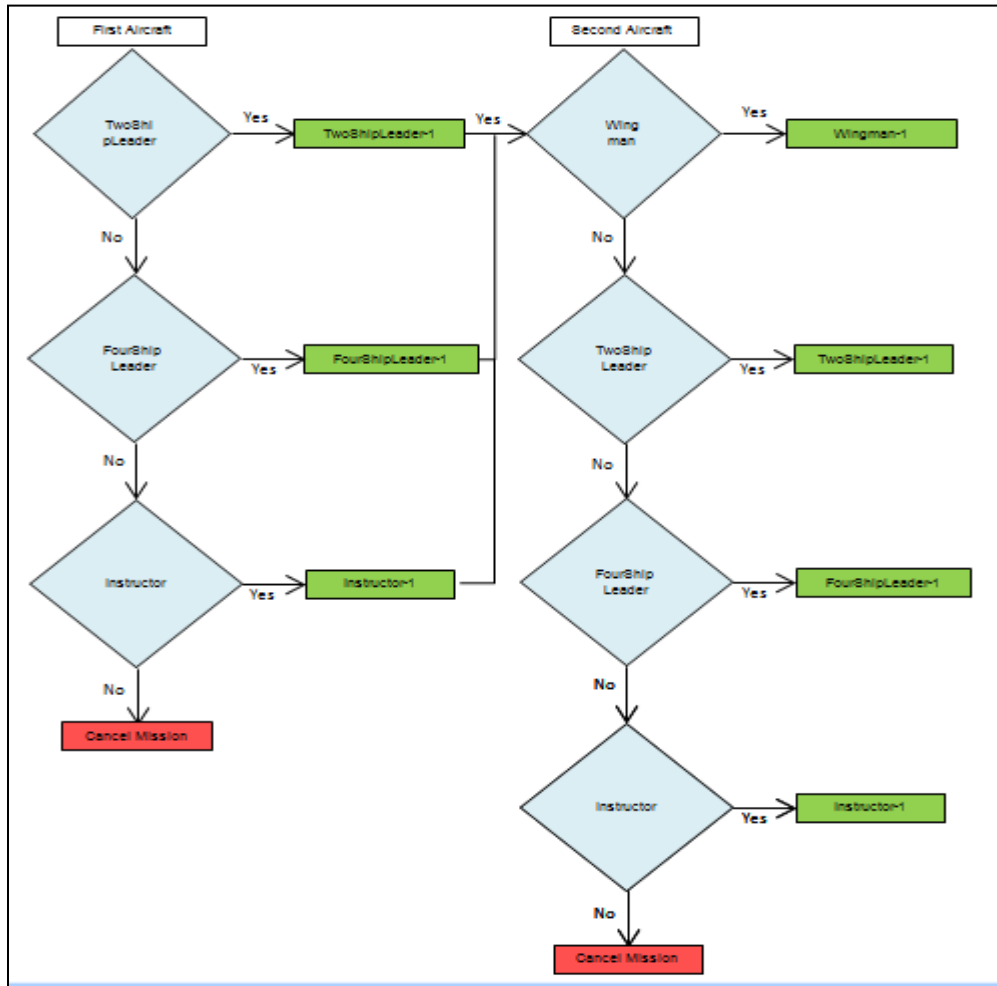 First Aircraft
Second Aircraft
TwoShi
pLeader
Yes
TwoShipLeader-1
Yes
Wing
man
Yes
Wingman-1
No
No
FourShip
Leader
Yes
FourShipLeader-1
TwoShip
Leader
Yes
TwoShipLeader-1
No
No
Instructor
Yes
Instructor-1
FourShip
Leader
Yes
FourShipLeader-1
No
No
Cancel Mission
Instructor
Yes
Instructor-1
No
Cancel Mission